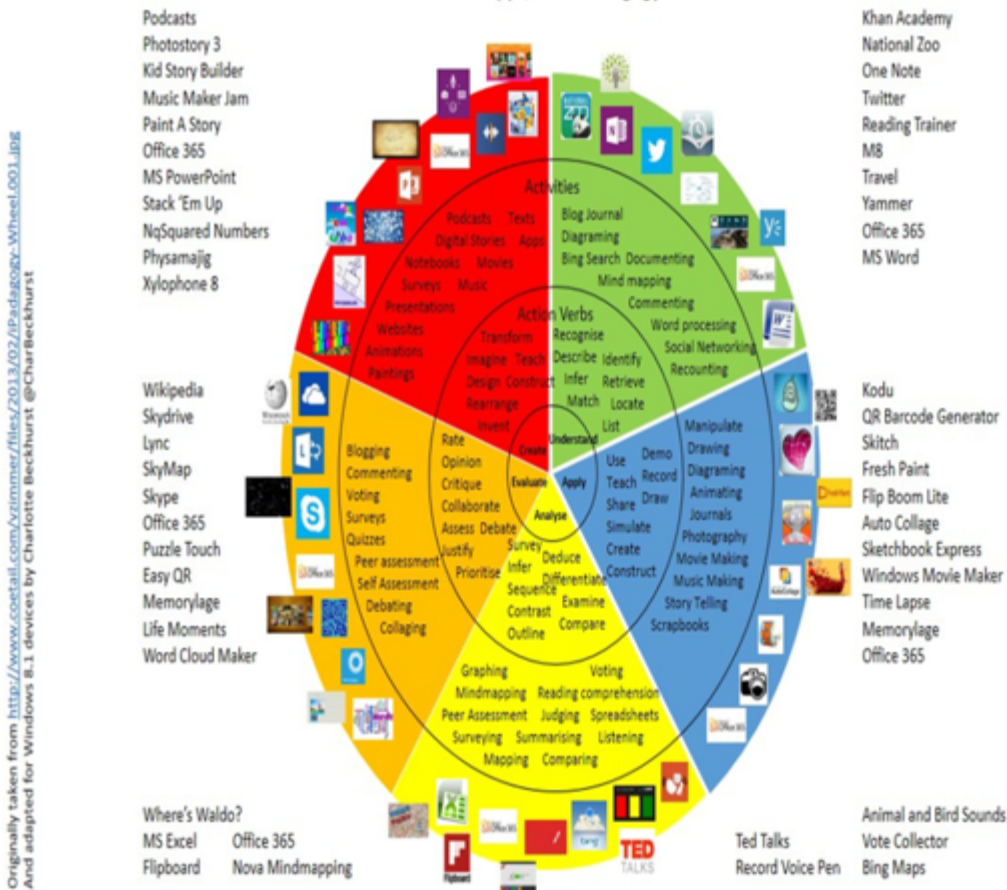 Podcasts
Photostory 3
Kid Story Builder
Music Maker Jam
Paint A Story
Office 365
MS PowerPoint
Stack 'Em Up
NqSquared Numbers
Physamajig
Xylophone 8
Khan Academy
National Zoo
One Note
Twitter
Reading Trainer
M8
Travel
Yammer
Office 365
MS Word
Activities
Podcasts Texts
Digital Stories Apps
Notebooks Movies
Surveys Music
Presentations
Websites
Animations
Paintings
Blog Journal
Diagraming
Bing Search Documenting
Mind mapping
Commenting
Word processing
Social Networking
Recounting
Action Verbs
Transform
Imagine Teach
Design Construct
Rearrange
Invent
Create
Recognise
Describe Identify
Infer Retrieve
Match Locate
List
Understand
Wikipedia
Skydrive
Lync
SkyMap
Skype
Office 365
Puzzle Touch
Easy QR
Memorylage
Life Moments
Word Cloud Maker
Blogging
Commenting
Voting
Surveys
Quizzes
Peer assessment
Self Assessment
Debating
Collaging
Rate
Opinion
Critique
Collaborate
Assess Debate
Justify
Prioritise
Evaluate
Apply
Analyse
Use Demo
Teach Record
Share Draw
Simulate
Create
Construct
Manipulate
Drawing
Diagraming
Animating
Journals
Photography
Movie Making
Music Making
Story Telling
Scrapbooks
Kodu
QR Barcode Generator
Skitch
Fresh Paint
Flip Boom Lite
Auto Collage
Sketchbook Express
Windows Movie Maker
Time Lapse
Memorylage
Office 365
Survey Deduce
Infer Differentiate
Sequence Examine
Contrast Compare
Outline
Graphing Voting
Mindmapping Reading comprehension
Peer Assessment Judging Spreadsheets
Surveying Summarising Listening
Mapping Comparing
Where's Waldo?
MS Excel Office 365
Flipboard Nova Mindmapping
Flipboard
bing
TED
TALKS
Ted Talks
Record Voice Pen
Animal and Bird Sounds
Vote Collector
Bing Maps
Originally taken from http://www.coetail.com/vzimmer/files/2013/02/iPadagogy-Wheel.001.jpg
And adapted for Windows 8.1 devices by Charlotte Beckhurst @CharBeckhurst